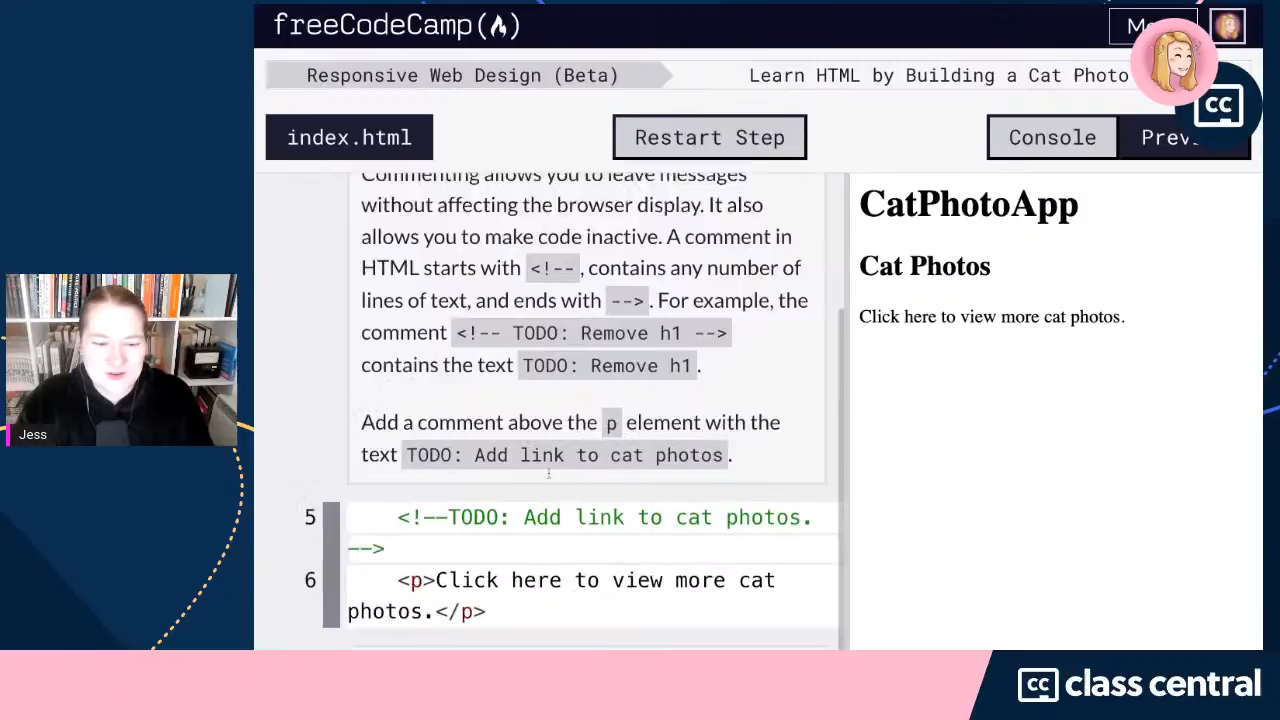 freeCodeCamp(🔥)
Responsive Web Design (Beta)
Learn HTML by Building a Cat Photo
index.html
Restart Step
Console
Commenting allows you to leave messages
without affecting the browser display. It also
allows you to make code inactive. A comment in
HTML starts with <!--, contains any number of
lines of text, and ends with -->. For example, the
comment <!-- TODO: Remove h1 -->
contains the text TODO: Remove h1.
Add a comment above the p element with the
text TODO: Add link to cat photos.
5 <!--TODO: Add link to cat photos.
-->
6 <p>Click here to view more cat
photos.</p>
CatPhotoApp
Cat Photos
Click here to view more cat photos.
Jess
cc
cc class central